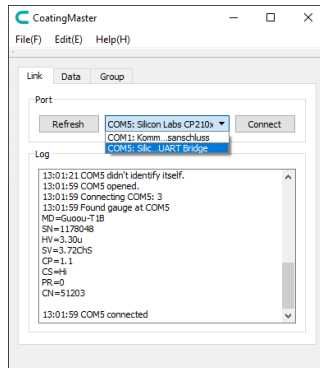 CoatingMaster
File(F) Edit(E) Help(H)
Link Data Group
Port
Refresh COM5: Silicon Labs CP210x Connect
COM1: Komm...sanschluss
COM5: Silic...UART Bridge
Log
13:01:21 COM5 didn't identify itself.
13:01:59 COM5 opened.
13:01:59 Connecting COM5: 3
13:01:59 Found gauge at COM5
MD=Guoou-T1B
SN=1178048
HV=3.30u
SV=3.72ChS
CP=1.1
CS=Hi
PR=0
CN=51203
13:01:59 COM5 connected